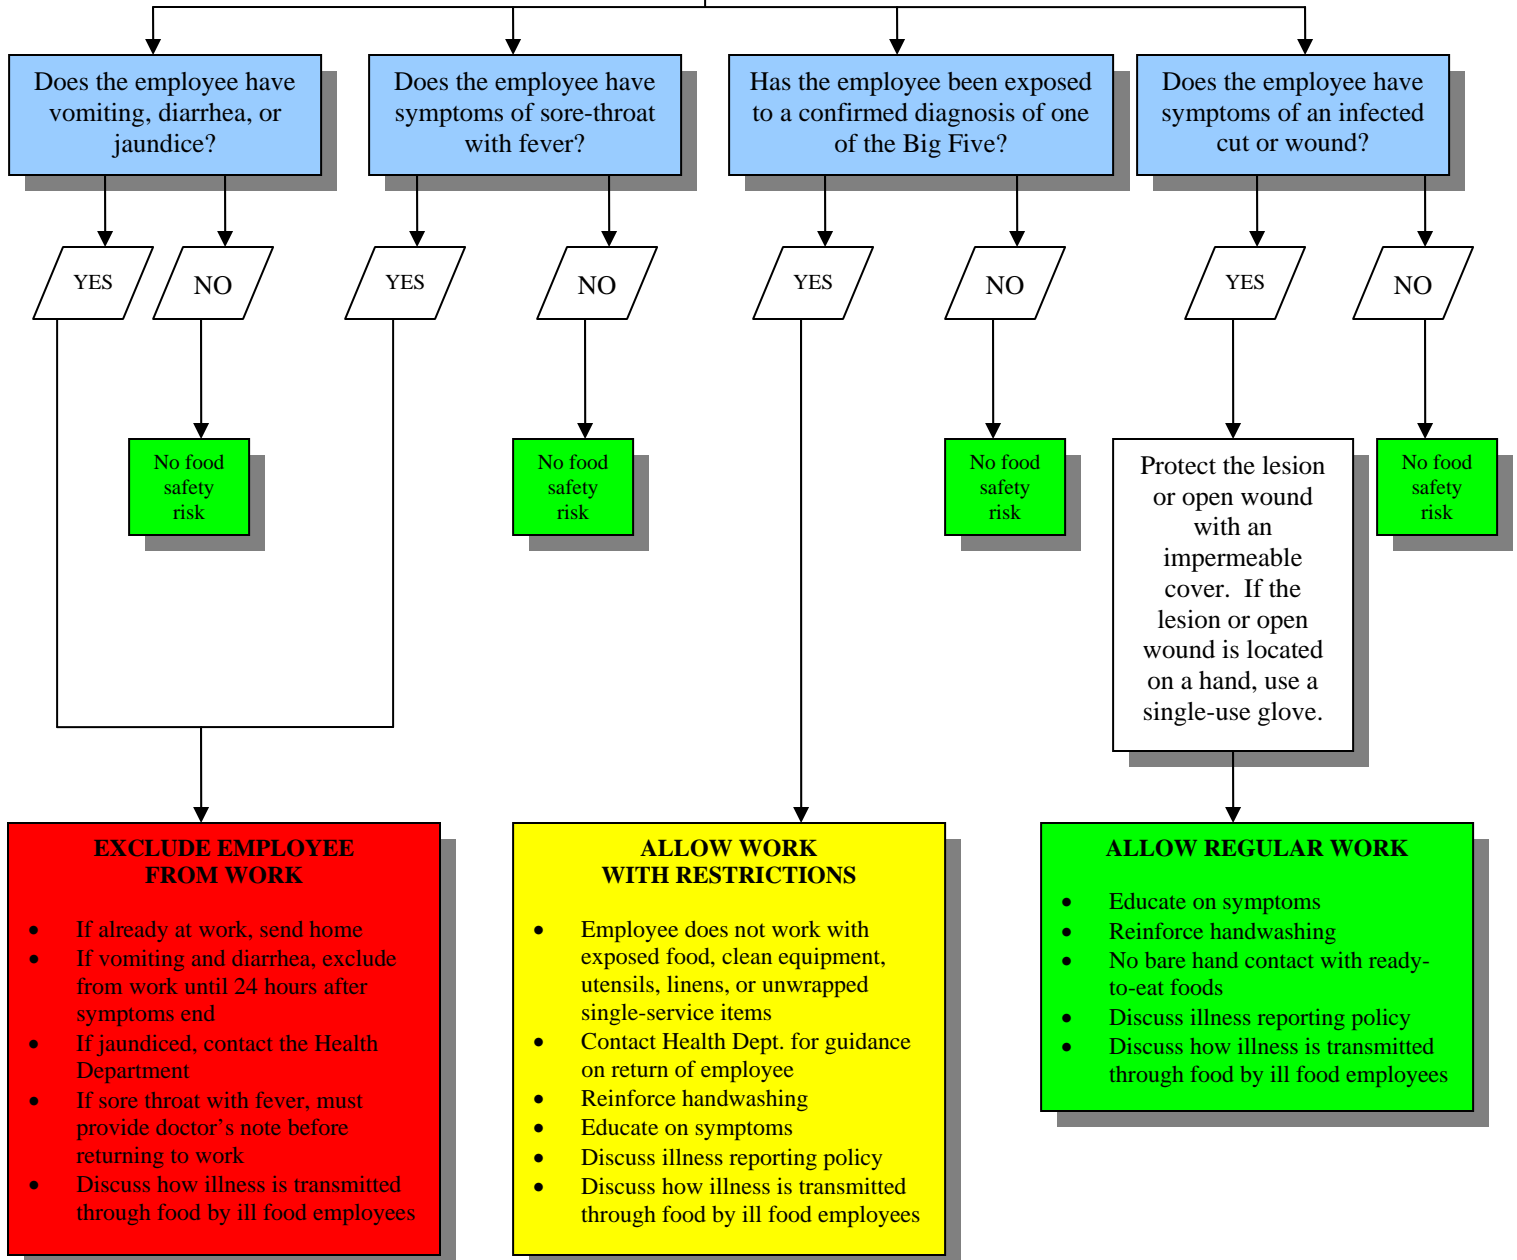 Does the employee have
vomiting, diarrhea, or
jaundice?
Does the employee have
symptoms of sore-throat
with fever?
Has the employee been exposed
to a confirmed diagnosis of one
of the Big Five?
Does the employee have
symptoms of an infected
cut or wound?
YES
NO
YES
NO
YES
NO
YES
NO
No food
safety
risk
No food
safety
risk
No food
safety
risk
Protect the lesion
or open wound
with an
impermeable
cover.  If the
lesion or open
wound is located
on a hand, use a
single-use glove.
No food
safety
risk
EXCLUDE EMPLOYEE
FROM WORK
• If already at work, send home
• If vomiting and diarrhea, exclude
from work until 24 hours after
symptoms end
• If jaundiced, contact the Health
Department
• If sore throat with fever, must
provide doctor’s note before
returning to work
• Discuss how illness is transmitted
through food by ill food employees
ALLOW WORK
WITH RESTRICTIONS
• Employee does not work with
exposed food, clean equipment,
utensils, linens, or unwrapped
single-service items
• Contact Health Dept. for guidance
on return of employee
• Reinforce handwashing
• Educate on symptoms
• Discuss illness reporting policy
• Discuss how illness is transmitted
through food by ill food employees
ALLOW REGULAR WORK
• Educate on symptoms
• Reinforce handwashing
• No bare hand contact with ready-
to-eat foods
• Discuss illness reporting policy
• Discuss how illness is transmitted
through food by ill food employees